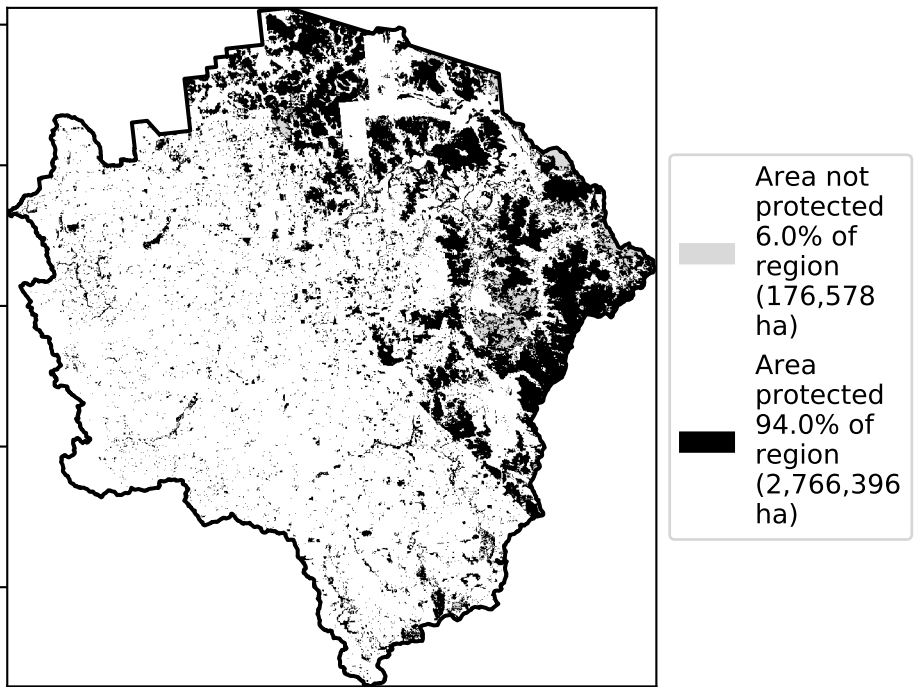 Area not
protected
6.0% of
region
(176,578
ha)
Area
protected
94.0% of
region
(2,766,396
ha)